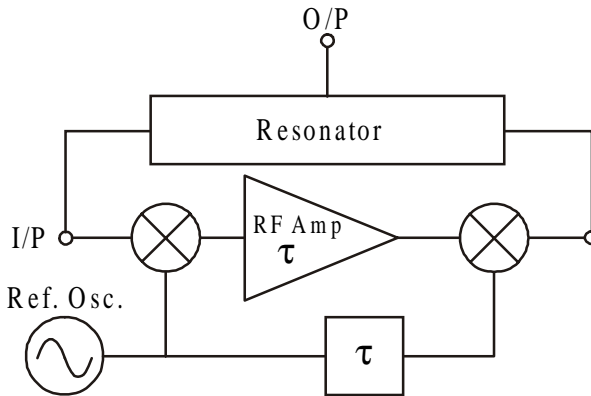 O/P
Resonator
I/P
RF Amp
τ
Ref. Osc.
τ